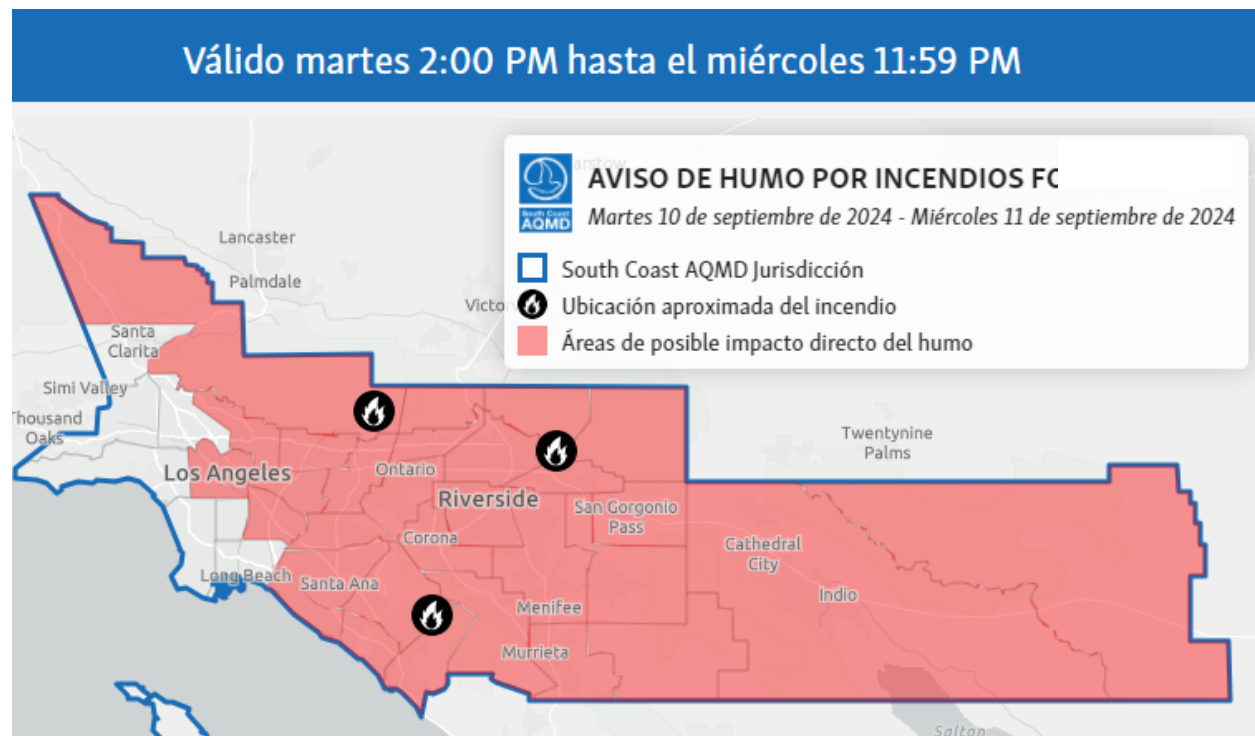 Válido martes 2:00 PM hasta el miércoles 11:59 PM
AVISO DE HUMO POR INCENDIOS
South Coast
AQMD
Martes 10 de septiembre de 2024 - Miércoles 11 de septiembre de 2024
South Coast AQMD Jurisdicción
Ubicación aproximada del incendio
Áreas de posible impacto directo del humo
Lancaster
Palmdale
Santa
Clarita
Simi Valley
Thousand
Oaks
Twentynine
Palms
Los Angeles
Ontario
Riverside
San Gorgonio
Pass
Corona
Cathedral
City
Long Beach
Santa Ana
Indio
Menifee
Murrieta
Salton